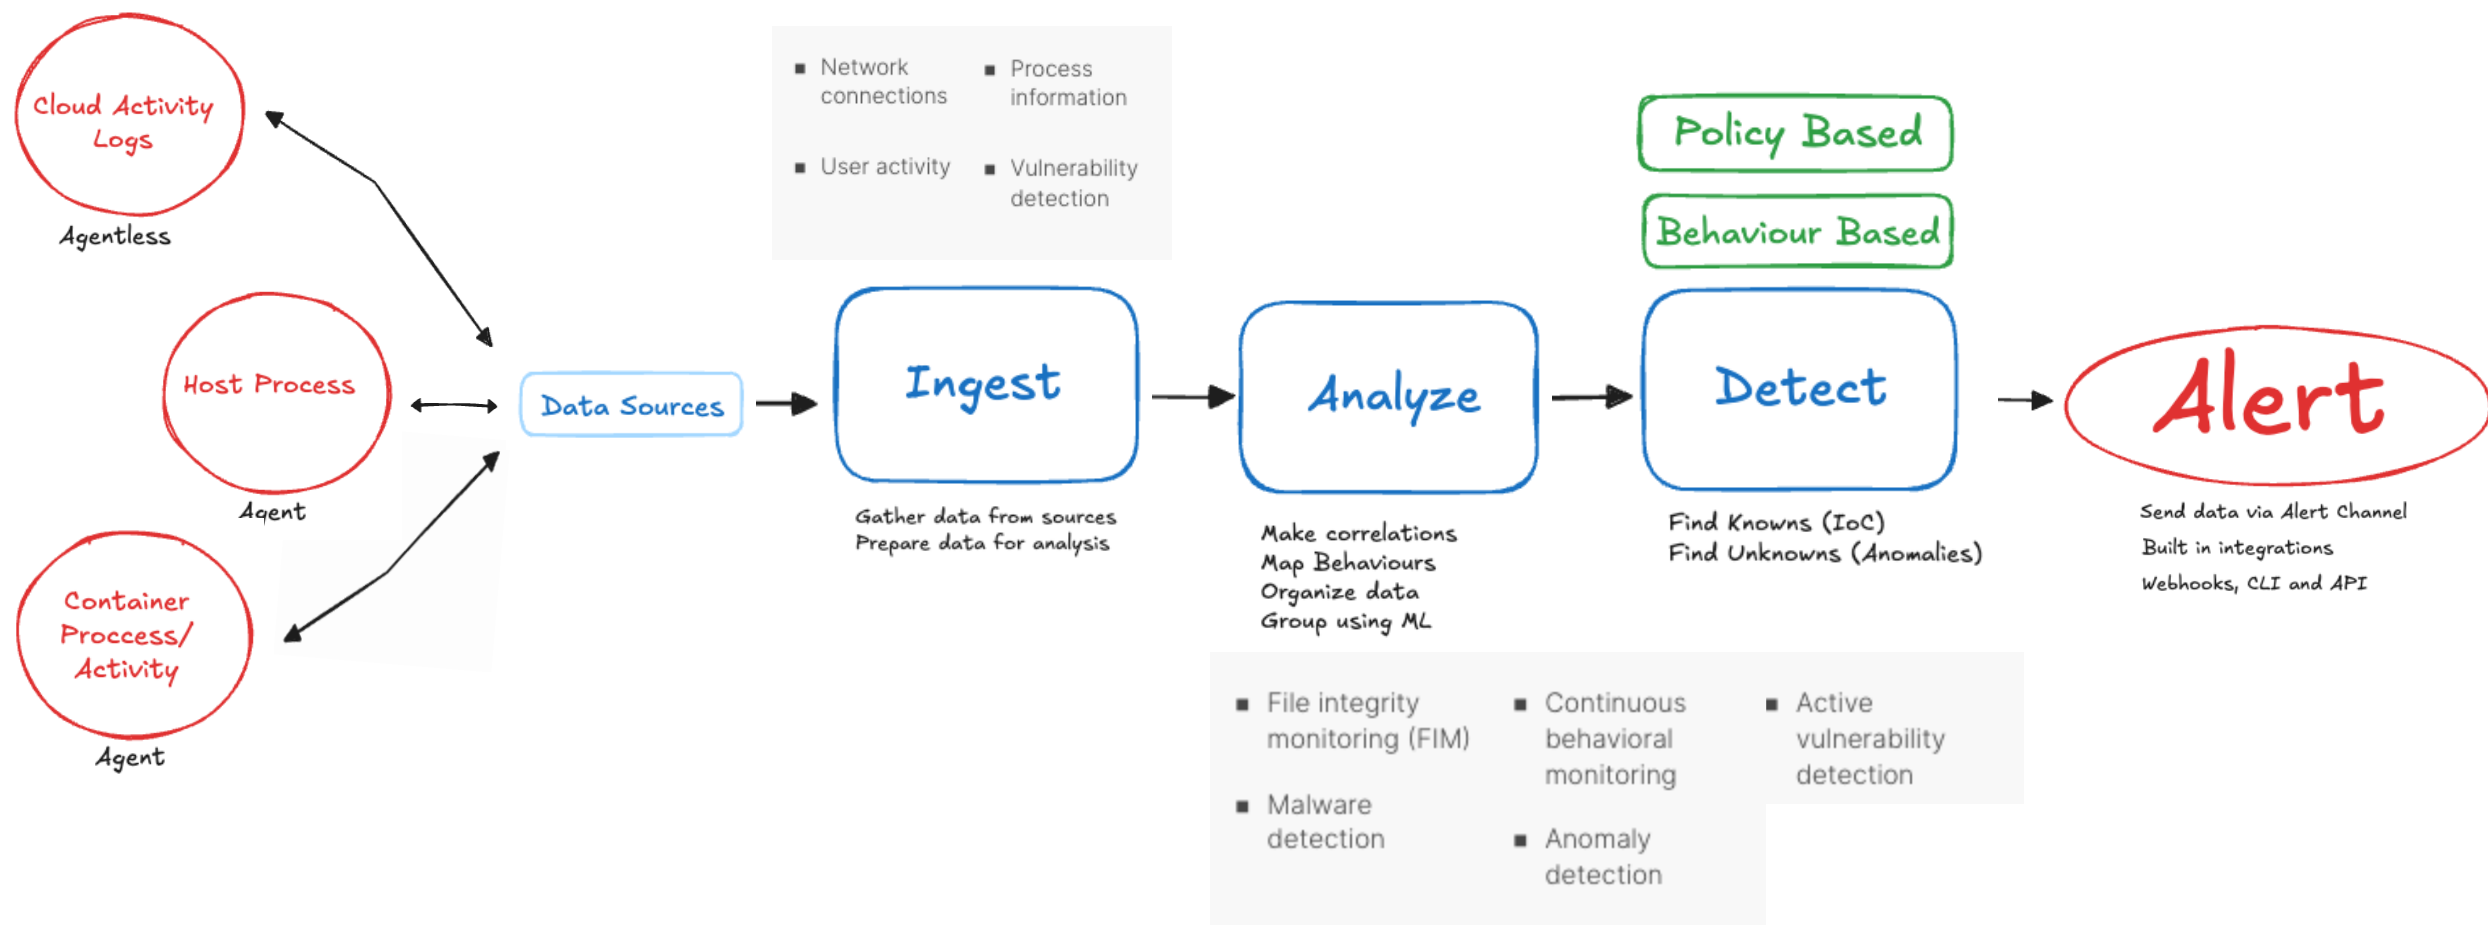 Cloud Activity
Logs
Agentless
Host Process
Agent
Container
Proccess/
Activity
Agent
Data Sources
Network
connections
Process
information
User activity
Vulnerability
detection
Ingest
Gather data from sources
Prepare data for analysis
Analyze
Make correlations
Map Behaviours
Organize data
Group using ML
Policy Based
Behaviour Based
Detect
Find Knowns (IoC)
Find Unknowns (Anomalies)
File integrity
monitoring (FIM)
Malware
detection
Continuous
behavioral
monitoring
Anomaly
detection
Active
vulnerability
detection
Alert
Send data via Alert Channel
Built in integrations
Webhooks, CLI and API